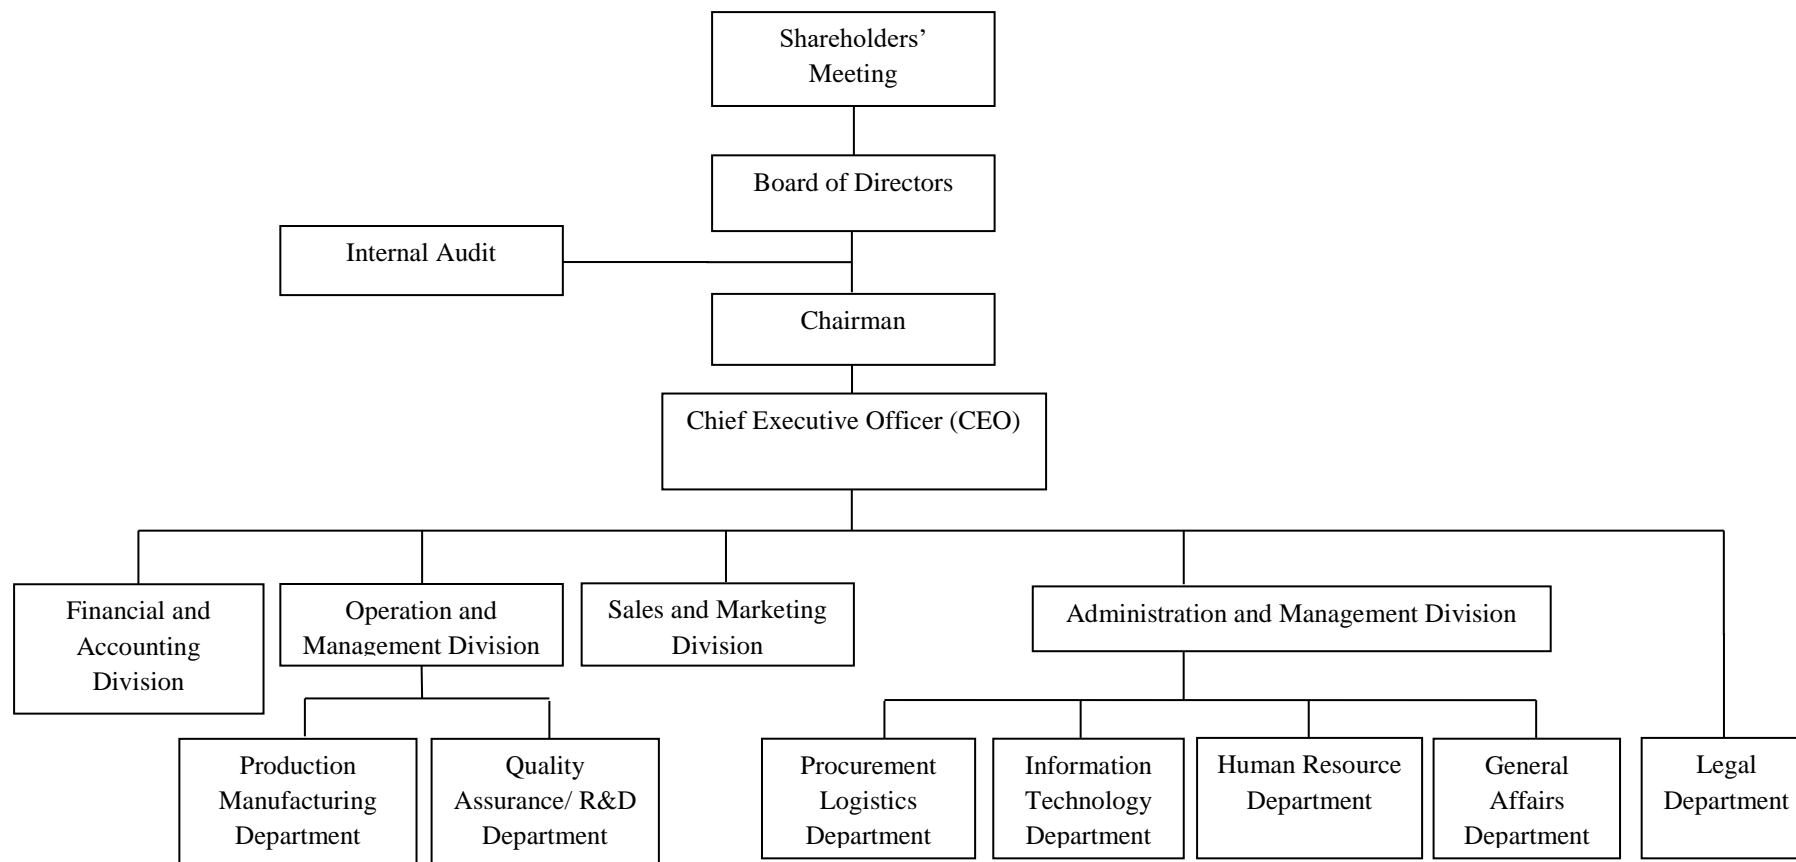 Shareholders’
Meeting
Board of Directors
Internal Audit
Chairman
Chief Executive Officer (CEO)
Financial and
Accounting
Division
Operation and
Management Division
Sales and Marketing
Division
Administration and Management Division
Production
Manufacturing
Department
Quality
Assurance/ R&D
Department
Procurement
Logistics
Department
Information
Technology
Department
Human Resource
Department
General
Affairs
Department
Legal
Department